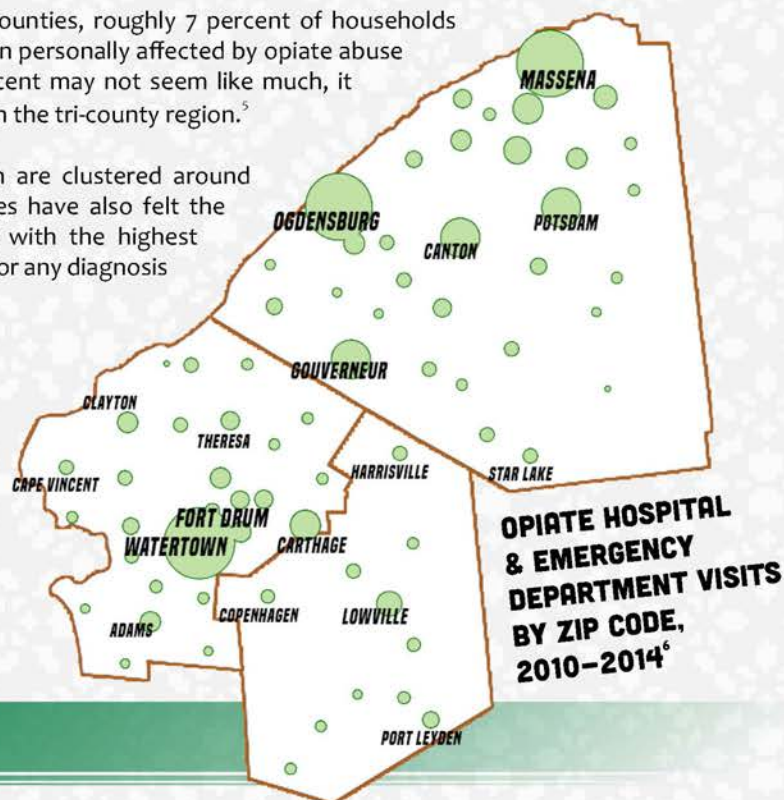 ounties, roughly 7 percent of households
n personally affected by opiate abuse
cent may not seem like much, it
n the tri-county region.⁵
n are clustered around
es have also felt the
with the highest
or any diagnosis
MASSENA
OGDENSBURG
POTSDAM
CANTON
GOUVERNEUR
CLAYTON
THERESA
CAPE VINCENT
HARRISVILLE
STAR LAKE
FORT DRUM
WATERTOWN
CARTHAGE
COPENHAGEN
LOWVILLE
ADAMS
PORT LEYDEN
OPIATE HOSPITAL
& EMERGENCY
DEPARTMENT VISITS
BY ZIP CODE,
2010–2014⁶